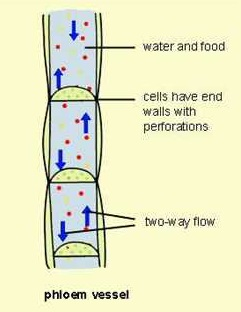 water and food
cells have end
walls with
perforations
two-way flow
phloem vessel